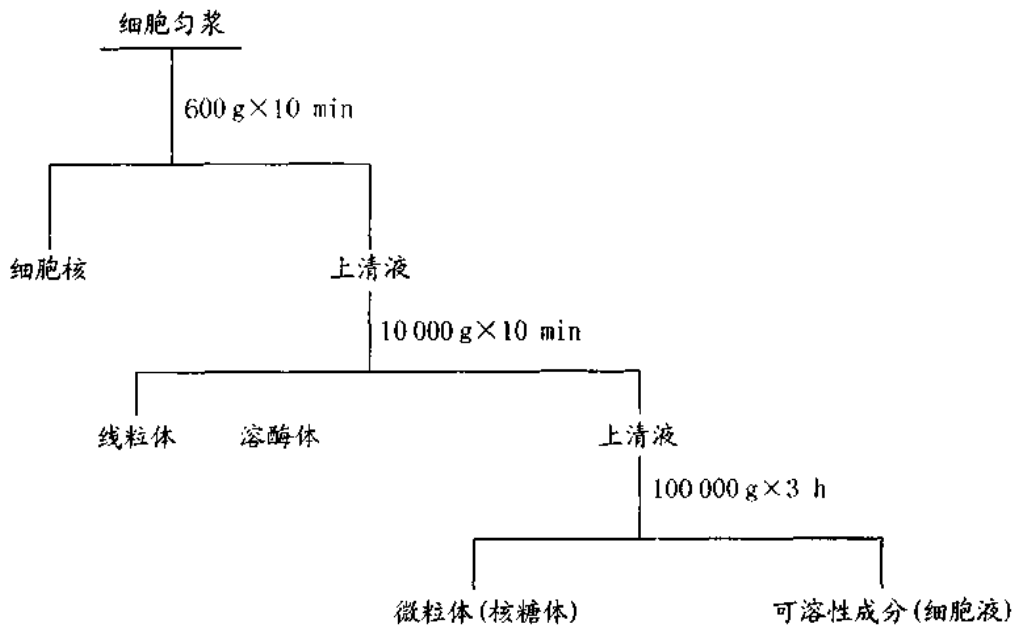 细胞匀浆
600 g×10 min
细胞核
上清液
10 000 g×10 min
线粒体
溶酶体
上清液
100 000 g×3 h
微粒体(核糖体)
可溶性成分(细胞液)